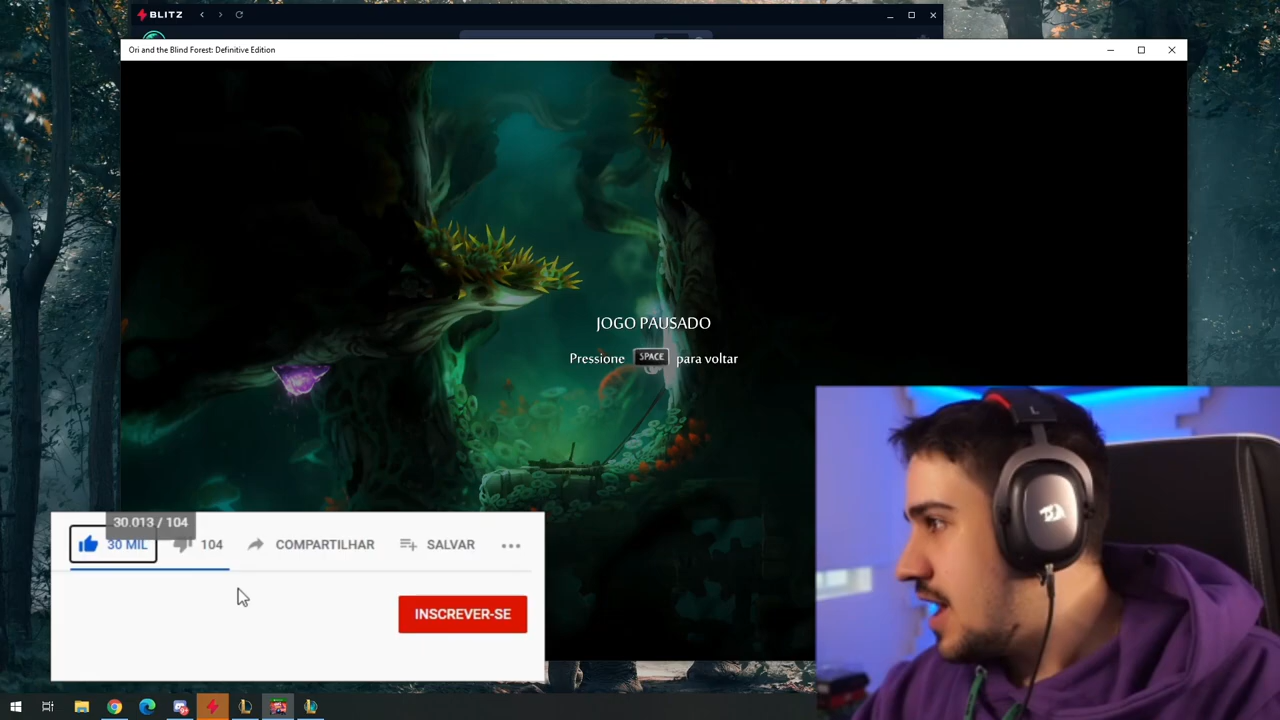 BLITZ
Ori and the Blind Forest: Definitive Edition
JOGO PAUSADO
Pressione SPACE para voltar
L
30.013 / 104
30 MIL 104 COMPARTILHAR SALVAR
INSCREVER-SE